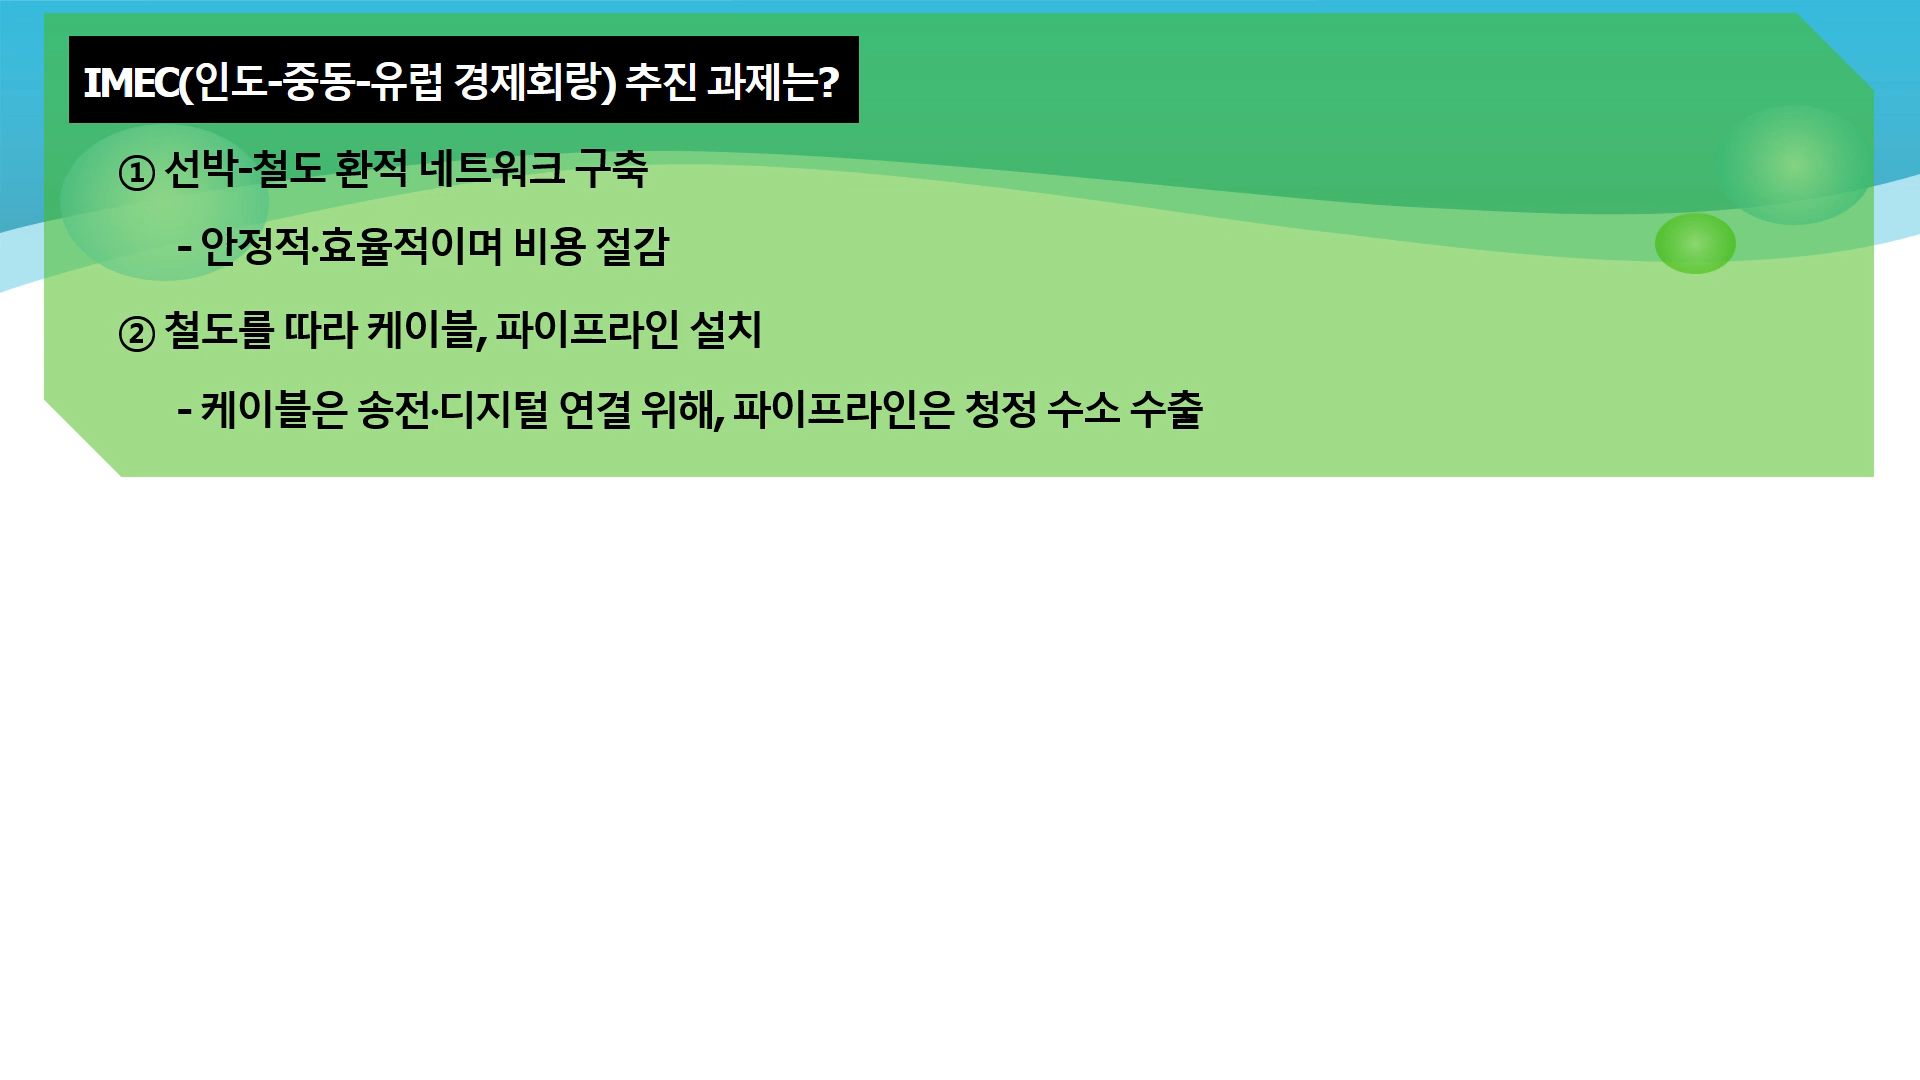 IMEC(인도-중동-유럽 경제회랑) 추진 과제는?
① 선박-철도 환적 네트워크 구축
- 안정적·효율적이며 비용 절감
② 철도를 따라 케이블, 파이프라인 설치
- 케이블은 송전·디지털 연결 위해, 파이프라인은 청정 수소 수출